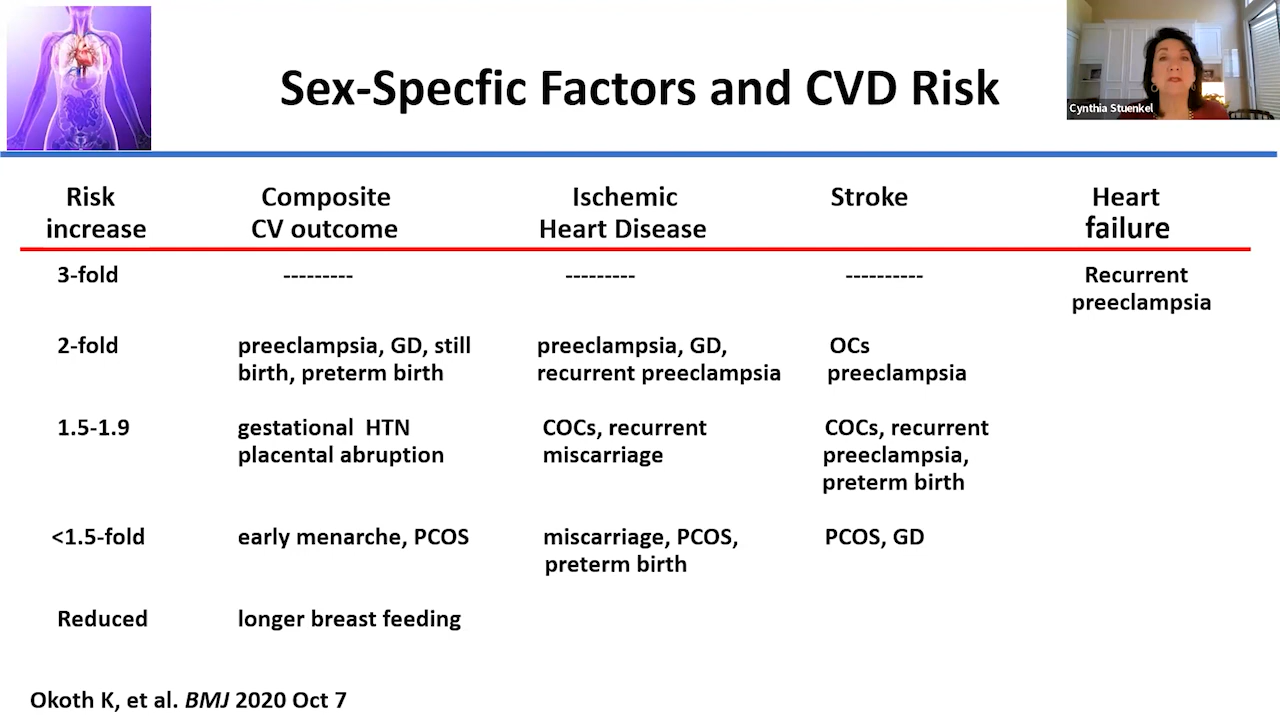 Sex-Specfic Factors and CVD Risk
Cynthia Stuenkel
Risk increase
Composite CV outcome
Ischemic Heart Disease
Stroke
Heart failure
3-fold
---------
---------
----------
Recurrent
preeclampsia
2-fold
preeclampsia, GD, still
birth, preterm birth
preeclampsia, GD,
recurrent preeclampsia
OCs
preeclampsia
1.5-1.9
gestational HTN
placental abruption
COCs, recurrent
miscarriage
COCs, recurrent
preeclampsia,
preterm birth
<1.5-fold
early menarche, PCOS
miscarriage, PCOS,
preterm birth
PCOS, GD
Reduced
longer breast feeding
Okoth K, et al. BMJ 2020 Oct 7